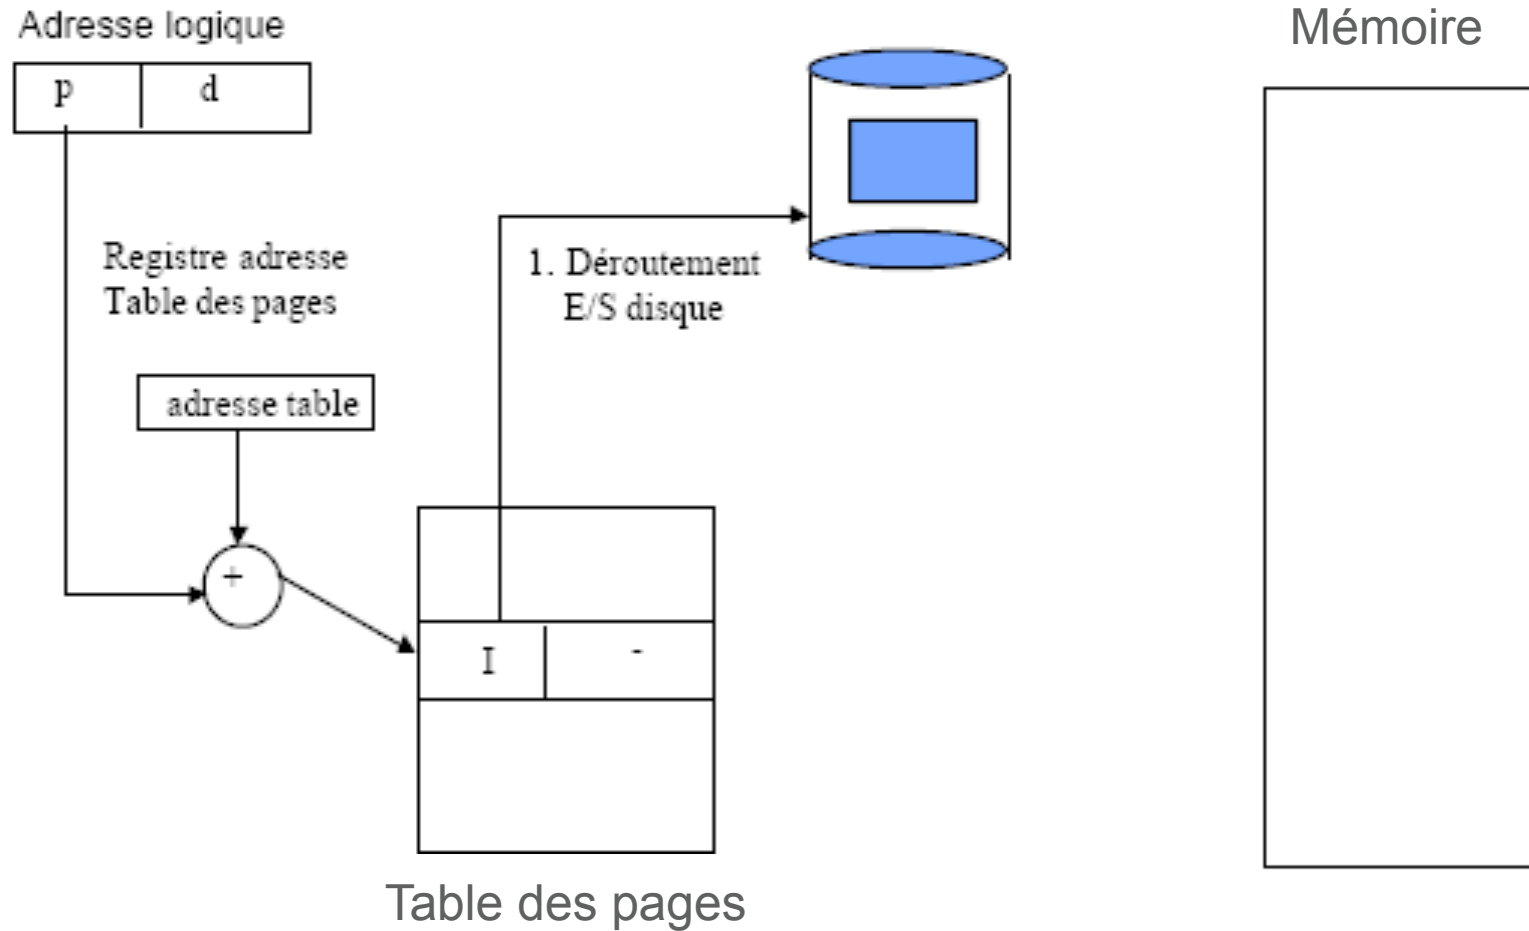 Adresse logique
Mémoire
p d
Registre adresse
Table des pages
1. Déroutement
E/S disque
adresse table
+
I -
Table des pages